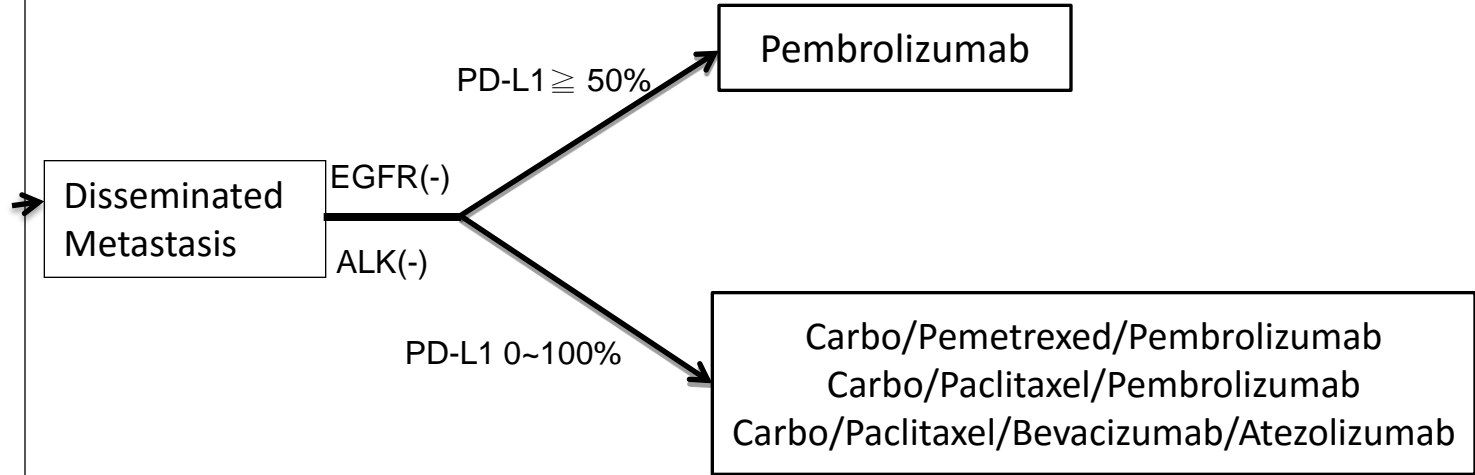 Pembrolizumab
PD-L1≧ 50%
EGFR(-)
Disseminated
Metastasis
ALK(-)
PD-L1 0~100%
Carbo/Pemetrexed/Pembrolizumab
Carbo/Paclitaxel/Pembrolizumab
Carbo/Paclitaxel/Bevacizumab/Atezolizumab